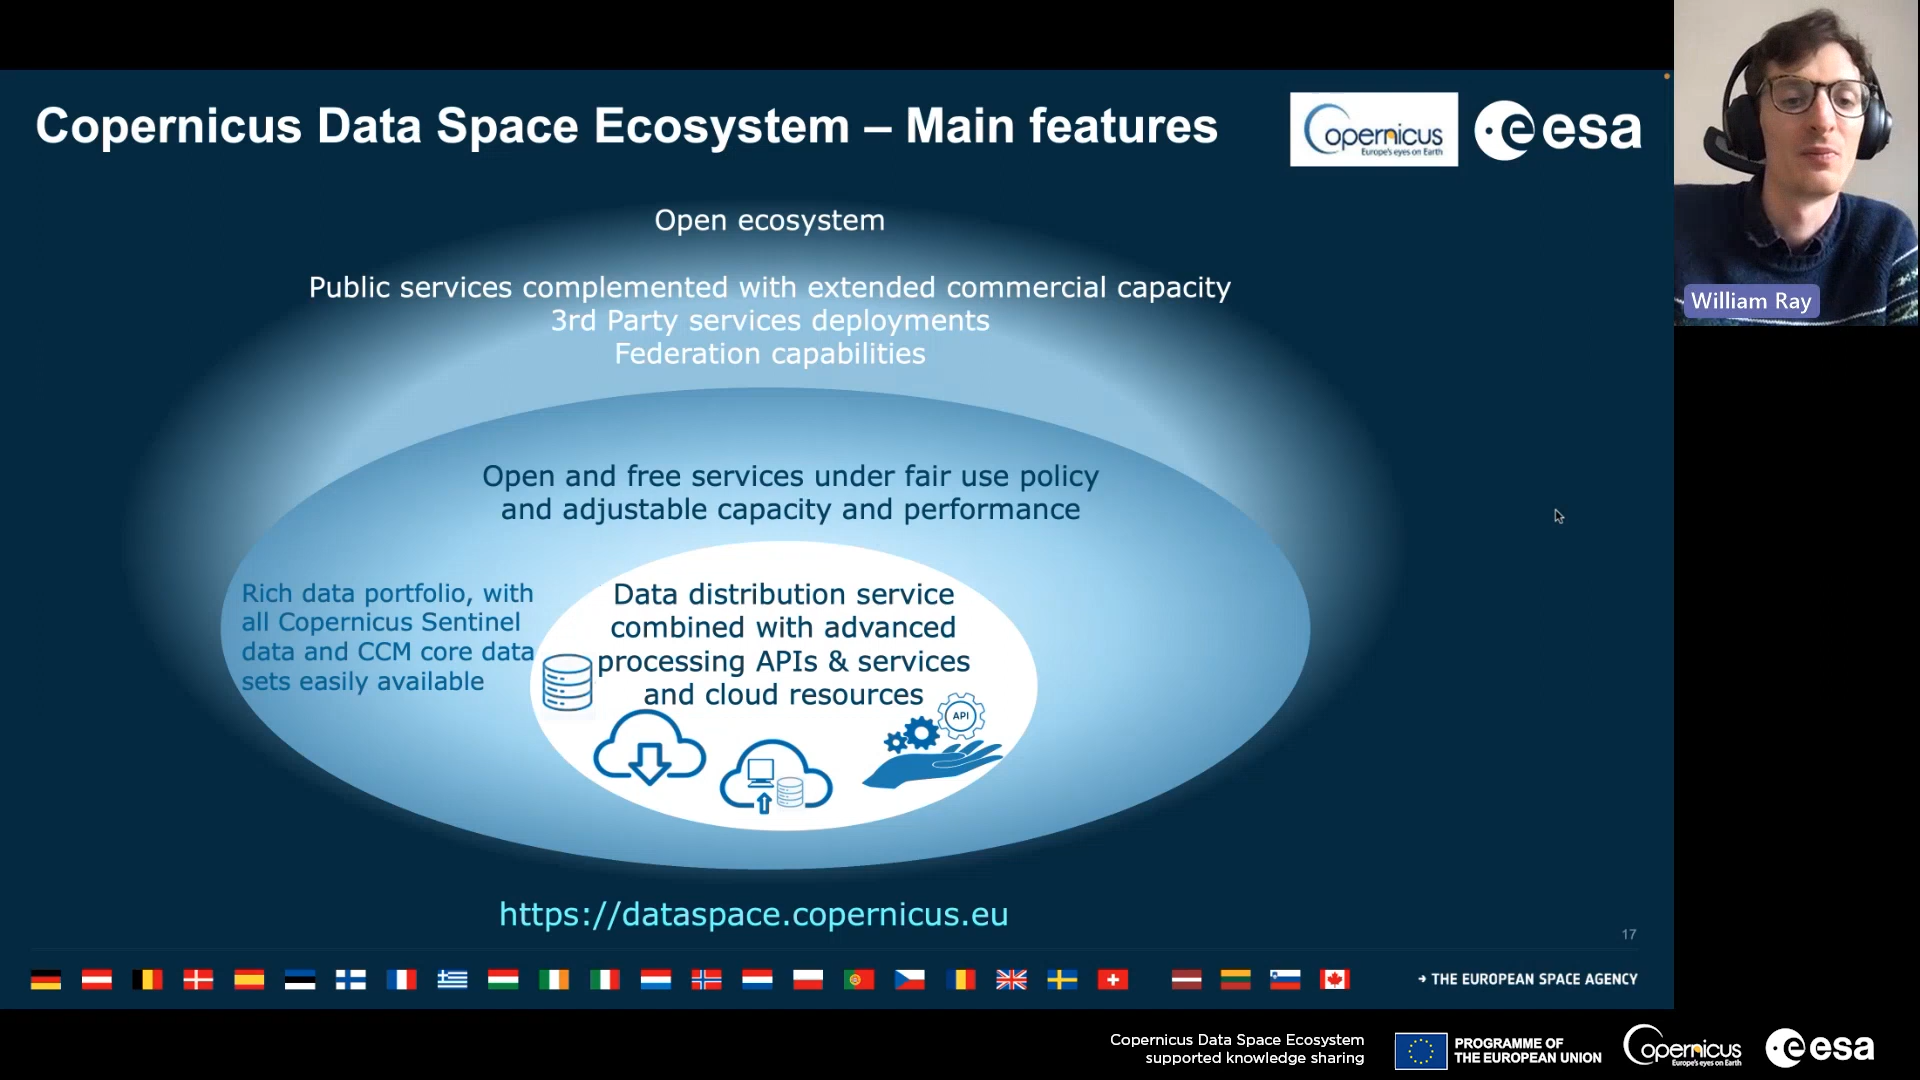 Copernicus Data Space Ecosystem – Main features
opernicus
Europe's eyes on Earth
esa
Open ecosystem
Public services complemented with extended commercial capacity
3rd Party services deployments
Federation capabilities
Open and free services under fair use policy
and adjustable capacity and performance
Rich data portfolio, with
all Copernicus Sentinel
data and CCM core data
sets easily available
Data distribution service
combined with advanced
processing APIs & services
and cloud resources
API
https://dataspace.copernicus.eu
17
→ THE EUROPEAN SPACE AGENCY
William Ray
Copernicus Data Space Ecosystem
supported knowledge sharing
PROGRAMME OF
THE EUROPEAN UNION
opernicus
Europe's eyes on Earth
esa